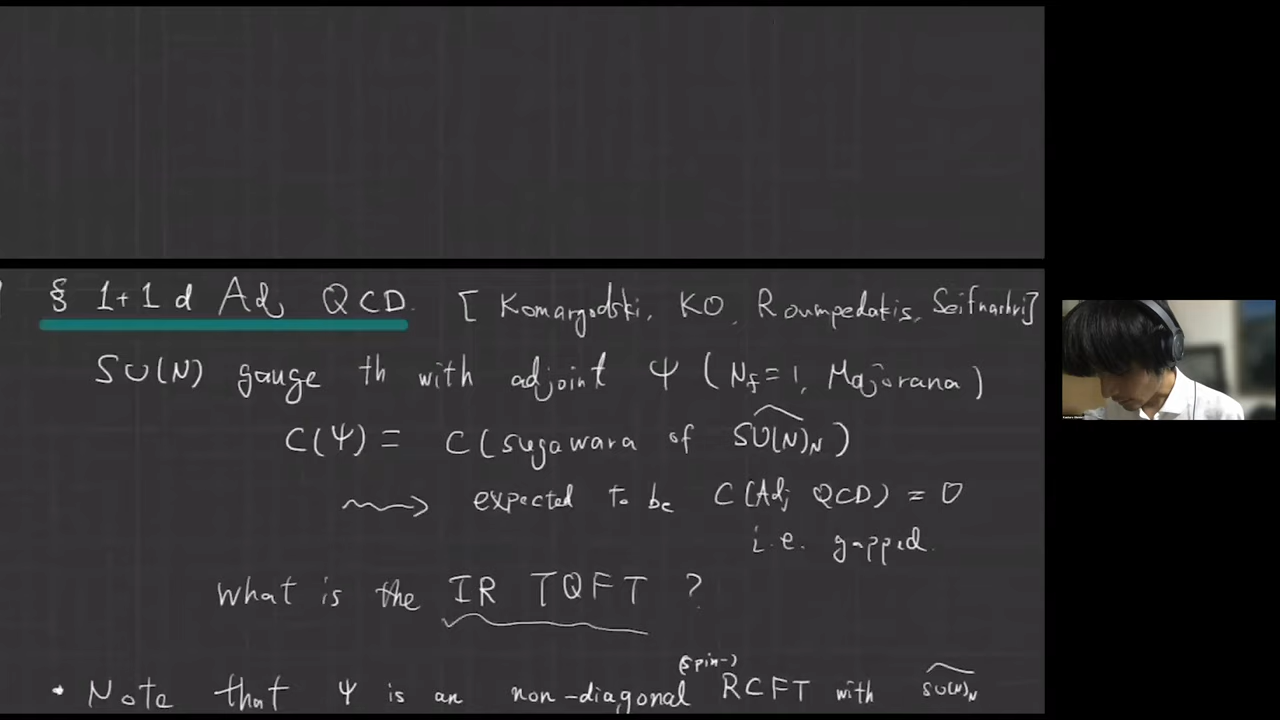 § 1+1 d Adj QCD. [ Komargodski, KO, Roumpedakis, Seifnashri]
SU(N) gauge th with adjoint Ψ ( N_f = 1, Majorana )
C(Ψ) = C(sugawara of \widehat{SU(N)_N})
⇝ expected to be C(Adj QCD) = 0
i.e. gapped.
What is the IR TQFT ?
(spin-)
• Note that Ψ is an non-diagonal RCFT with \widehat{SU(N)_N}